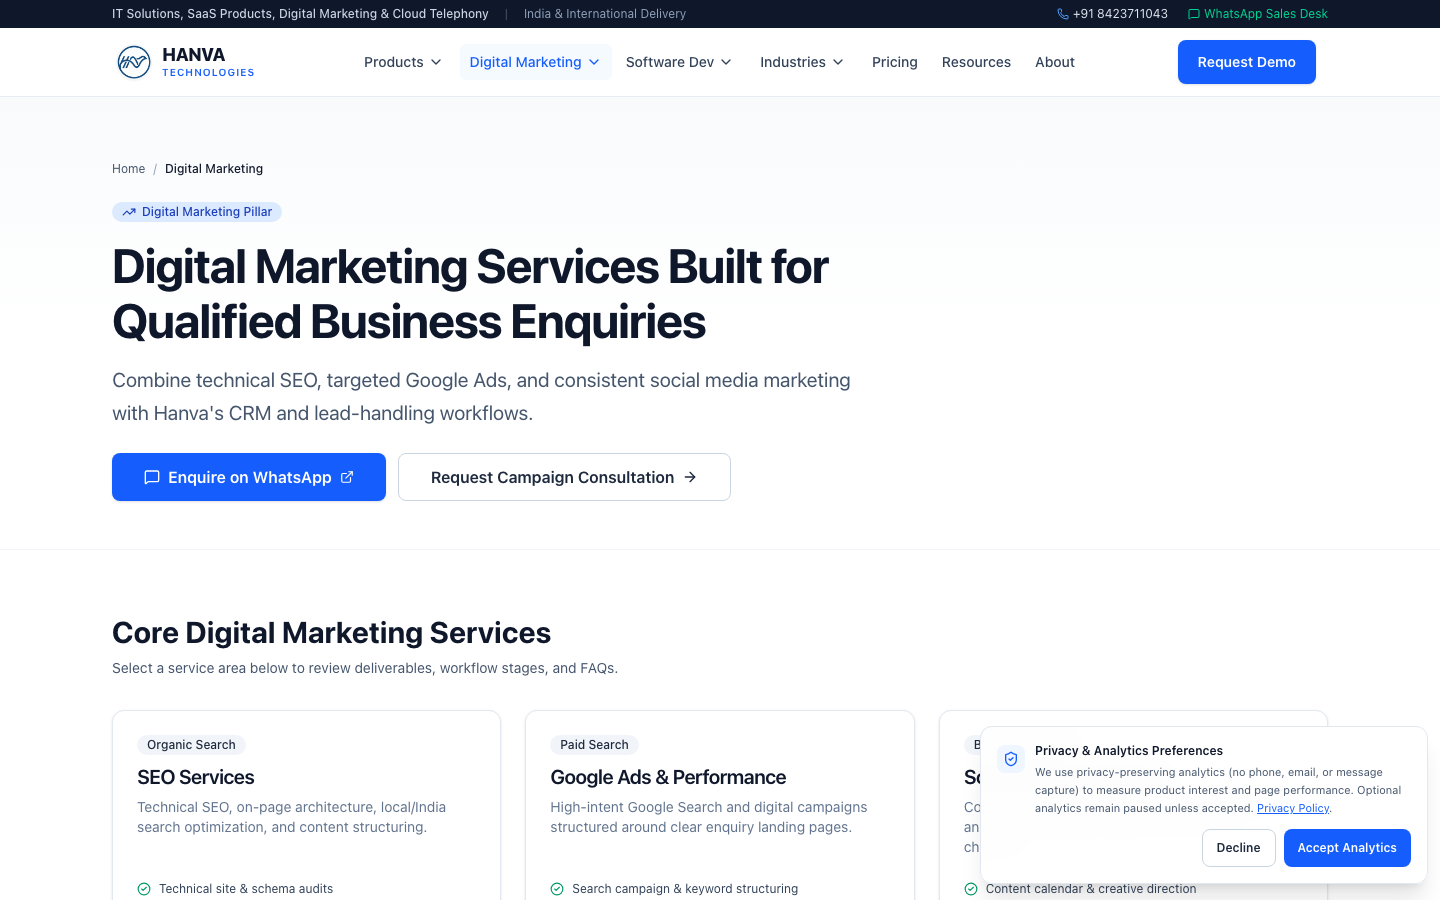 IT Solutions, SaaS Products, Digital Marketing & Cloud Telephony | India & International Delivery
+91 8423711043 WhatsApp Sales Desk
HANVA
TECHNOLOGIES
Products Digital Marketing Software Dev Industries Pricing Resources About Request Demo
Home / Digital Marketing
Digital Marketing Pillar
Digital Marketing Services Built for
Qualified Business Enquiries
Combine technical SEO, targeted Google Ads, and consistent social media marketing
with Hanva's CRM and lead-handling workflows.
Enquire on WhatsApp
Request Campaign Consultation
Core Digital Marketing Services
Select a service area below to review deliverables, workflow stages, and FAQs.
Organic Search
SEO Services
Technical SEO, on-page architecture, local/India
search optimization, and content structuring.
Technical site & schema audits
Paid Search
Google Ads & Performance
High-intent Google Search and digital campaigns
structured around clear enquiry landing pages.
Search campaign & keyword structuring
Content calendar & creative direction
Privacy & Analytics Preferences
We use privacy-preserving analytics (no phone, email, or message
capture) to measure product interest and page performance. Optional
analytics remain paused unless accepted. Privacy Policy.
Decline
Accept Analytics